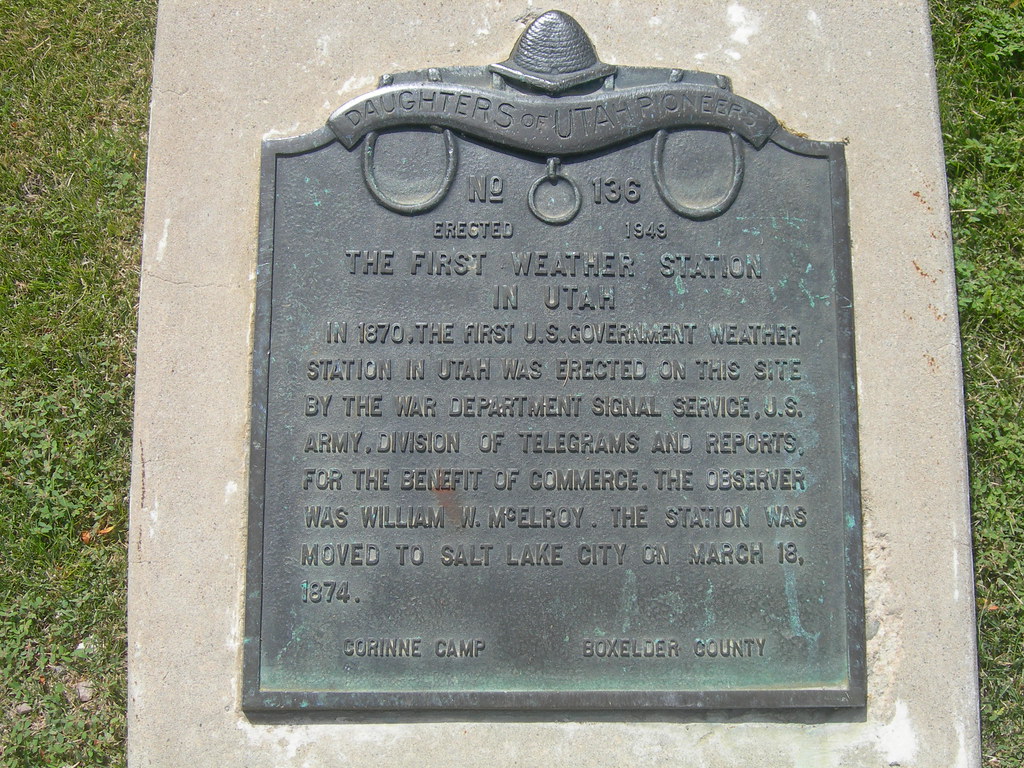 DAUGHTERS OF UTAH PIONEERS
NO 136
ERECTED 1949
THE FIRST WEATHER STATION
IN UTAH
IN 1870, THE FIRST U.S. GOVERNMENT WEATHER
STATION IN UTAH WAS ERECTED ON THIS SITE
BY THE WAR DEPARTMENT SIGNAL SERVICE, U.S.
ARMY, DIVISION OF TELEGRAMS AND REPORTS,
FOR THE BENEFIT OF COMMERCE. THE OBSERVER
WAS WILLIAM W. McELROY. THE STATION WAS
MOVED TO SALT LAKE CITY ON MARCH 18,
1874.
CORINNE CAMP BOXELDER COUNTY